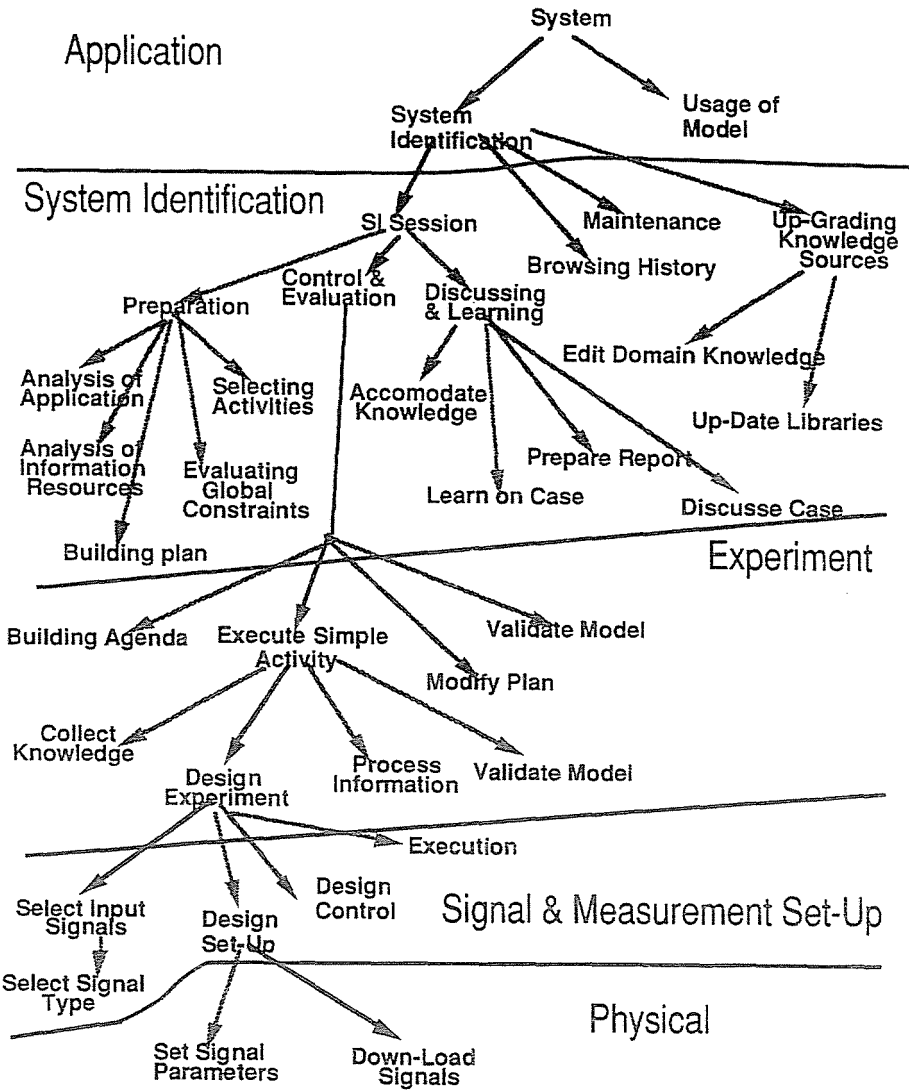 System
Application
Usage of
Model
System
Identification
System Identification
SI Session
Maintenance
Up-Grading
Knowledge
Sources
Browsing History
Control &
Evaluation
Discussing
& Learning
Preparation
Edit Domain Knowledge
Analysis of
Application
Selecting
Activities
Accomodate
Knowledge
Up-Date Libraries
Analysis of
Information
Resources
Evaluating
Global
Constraints
Prepare Report
Learn on Case
Discusse Case
Building plan
Experiment
Building Agenda
Execute Simple
Activity
Validate Model
Modify Plan
Collect
Knowledge
Design
Experiment
Process
Information
Validate Model
Execution
Select Input
Signals
Design
Set-Up
Design
Control
Signal & Measurement Set-Up
Select Signal
Type
Physical
Set Signal
Parameters
Down-Load
Signals